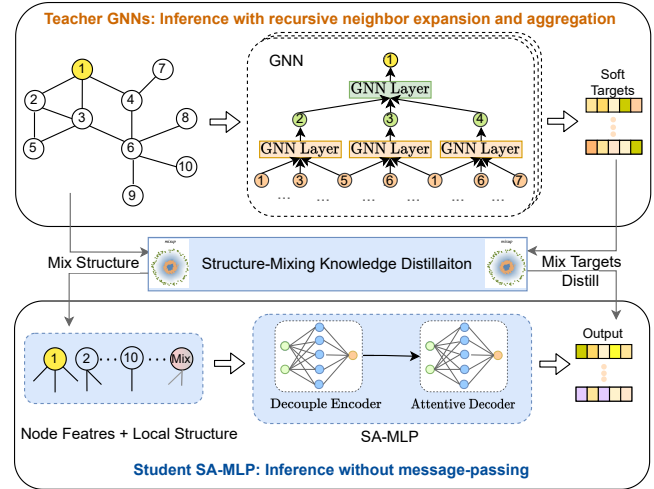 Teacher GNNs: Inference with recursive neighbor expansion and aggregation
GNN
1
7
2
4
3
8
5
6
10
9
1
GNN Layer
2
3
4
GNN Layer
GNN Layer
GNN Layer
1
3
5
6
1
6
7
... ... ... ... ...
Soft
Targets
Mix Structure
mixup
Structure-Mixing Knowledge Distillaiton
mixup
Mix Targets
Distill
1
2
10
Mix
Node Featres + Local Structure
Decouple Encoder
Attentive Decoder
SA-MLP
Output
Student SA-MLP: Inference without message-passing